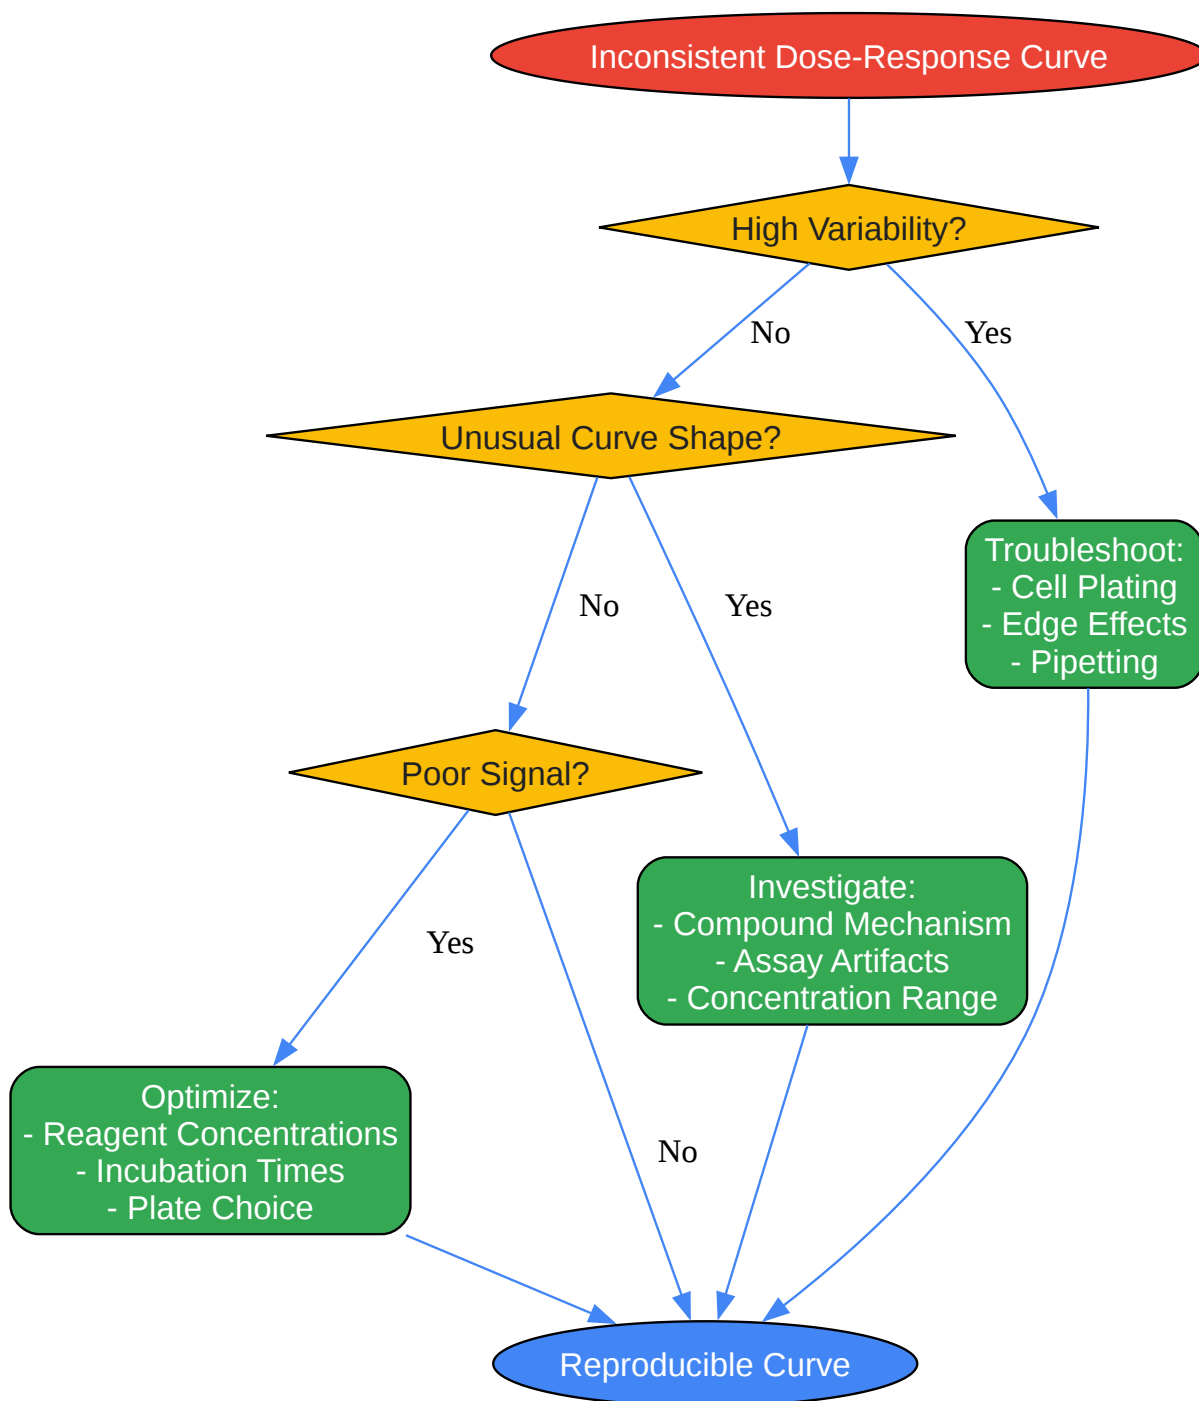 Inconsistent Dose-Response Curve
High Variability?
No
Yes
Unusual Curve Shape?
Troubleshoot:
- Cell Plating
- Edge Effects
- Pipetting
No
Yes
Poor Signal?
Investigate:
- Compound Mechanism
- Assay Artifacts
- Concentration Range
Yes
Optimize:
- Reagent Concentrations
- Incubation Times
- Plate Choice
No
Reproducible Curve